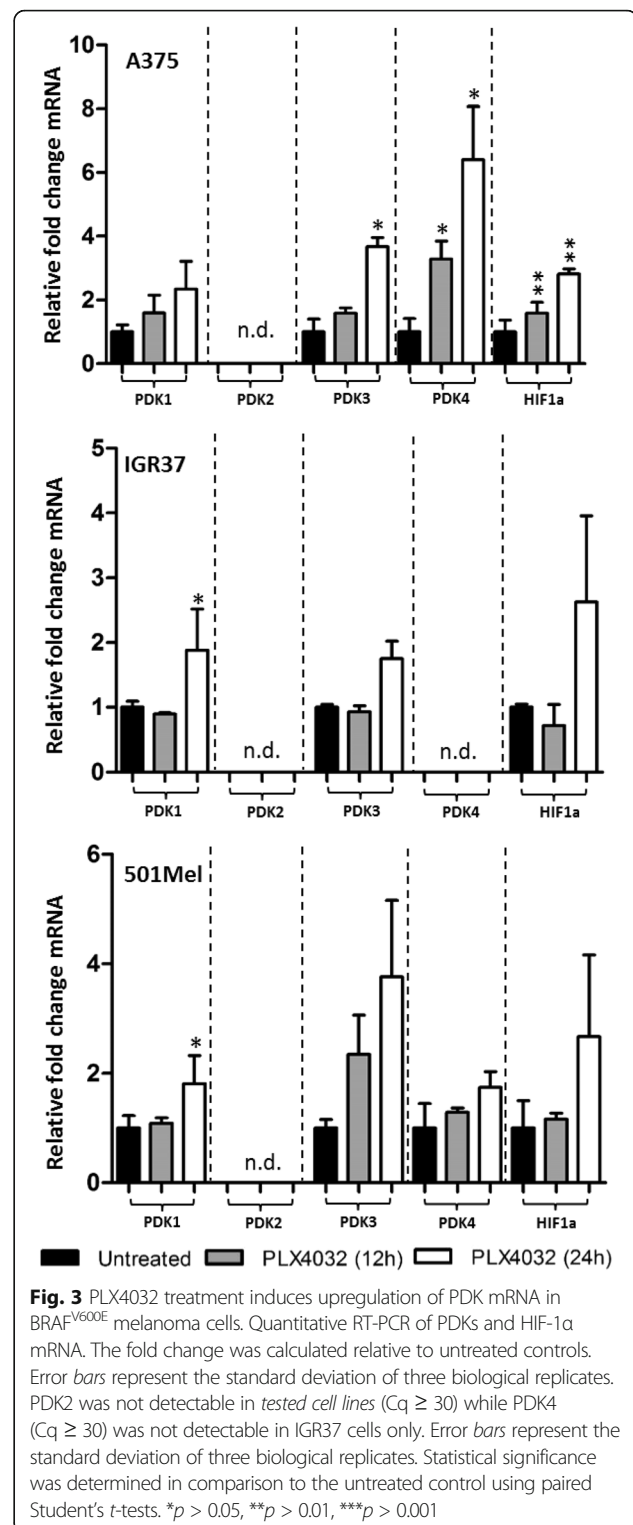 A375
Relative fold change mRNA
10
8
6
4
2
0
n.d.
*
*
*
**
**
PDK1 PDK2 PDK3 PDK4 HIF1a
IGR37
Relative fold change mRNA
5
4
3
2
1
0
*
n.d.
n.d.
PDK1 PDK2 PDK3 PDK4 HIF1a
501Mel
Relative fold change mRNA
6
4
2
0
*
n.d.
PDK1 PDK2 PDK3 PDK4 HIF1a
Untreated PLX4032 (12h) PLX4032 (24h)
Fig. 3 PLX4032 treatment induces upregulation of PDK mRNA in
BRAFV600E melanoma cells. Quantitative RT-PCR of PDKs and HIF-1α
mRNA. The fold change was calculated relative to untreated controls.
Error bars represent the standard deviation of three biological replicates.
PDK2 was not detectable in tested cell lines (Cq ≥ 30) while PDK4
(Cq ≥ 30) was not detectable in IGR37 cells only. Error bars represent the
standard deviation of three biological replicates. Statistical significance
was determined in comparison to the untreated control using paired
Student's t-tests. *p > 0.05, **p > 0.01, ***p > 0.001